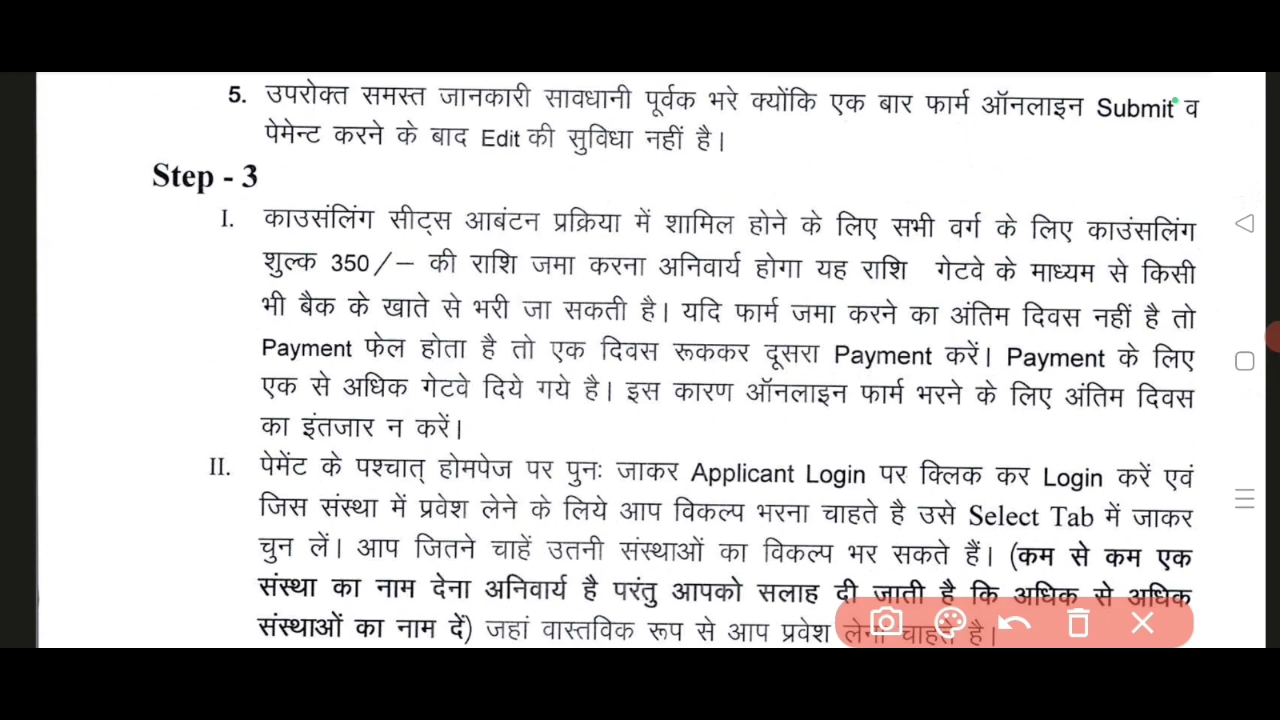 5. उपरोक्त समस्त जानकारी सावधानी पूर्वक भरे क्योंकि एक बार फार्म ऑनलाइन Submit व
पेमेन्ट करने के बाद Edit की सुविधा नहीं है।
Step - 3
I. काउसंलिंग सीट्स आबंटन प्रक्रिया में शामिल होने के लिए सभी वर्ग के लिए काउंसलिंग
शुल्क 350/– की राशि जमा करना अनिवार्य होगा यह राशि गेटवे के माध्यम से किसी
भी बैक के खाते से भरी जा सकती है। यदि फार्म जमा करने का अंतिम दिवस नहीं है तो
Payment फेल होता है तो एक दिवस रूककर दूसरा Payment करें। Payment के लिए
एक से अधिक गेटवे दिये गये है। इस कारण ऑनलाइन फार्म भरने के लिए अंतिम दिवस
का इंतजार न करें।
II. पेमेंट के पश्चात् होमपेज पर पुनः जाकर Applicant Login पर क्लिक कर Login करें एवं
जिस संस्था में प्रवेश लेने के लिये आप विकल्प भरना चाहते है उसे Select Tab में जाकर
चुन लें। आप जितने चाहें उतनी संस्थाओं का विकल्प भर सकते हैं। (कम से कम एक
संस्था का नाम देना अनिवार्य है परंतु आपको सलाह दी जाती है कि अधिक से अधिक
संस्थाओं का नाम दें) जहां वास्तविक रूप से आप प्रवेश लेना चाहते है।